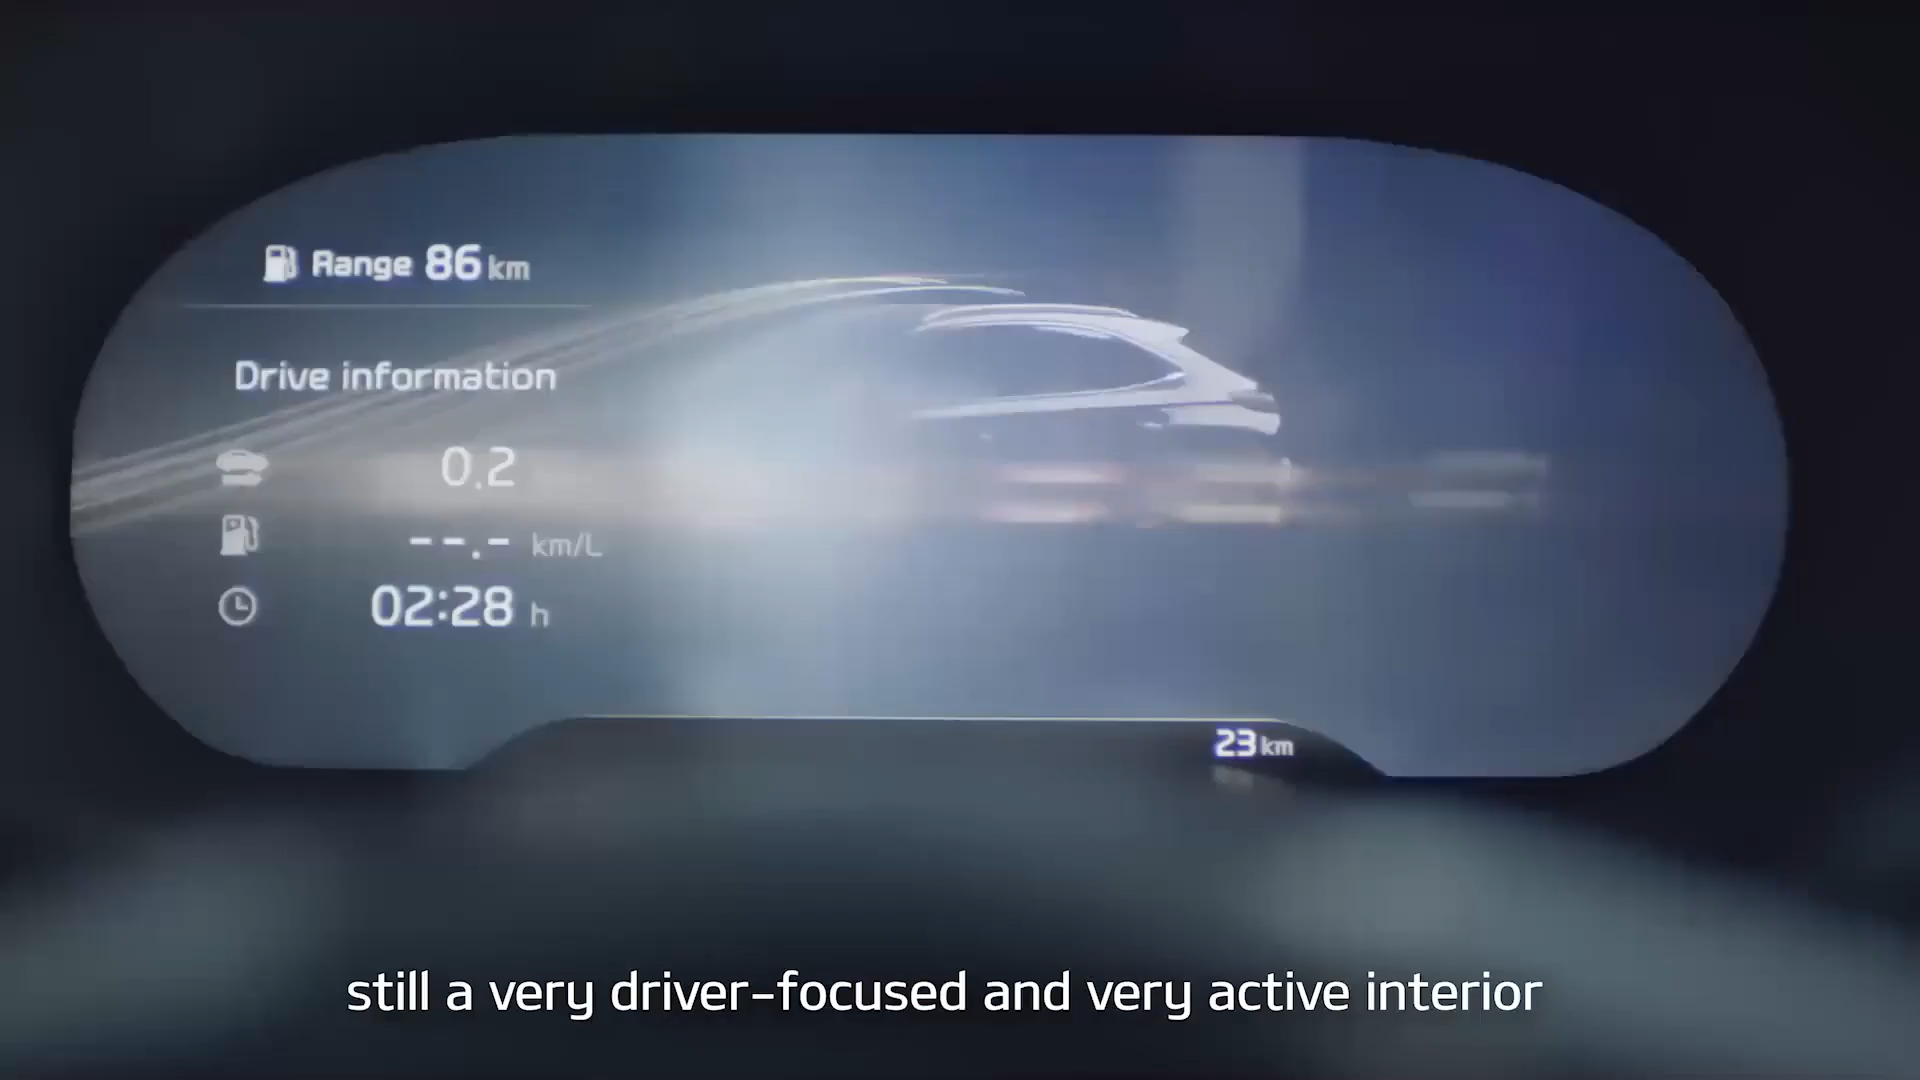 Range 86 km
Drive information
0.2
--.- km/L
02:28 h
23 km
still a very driver-focused and very active interior